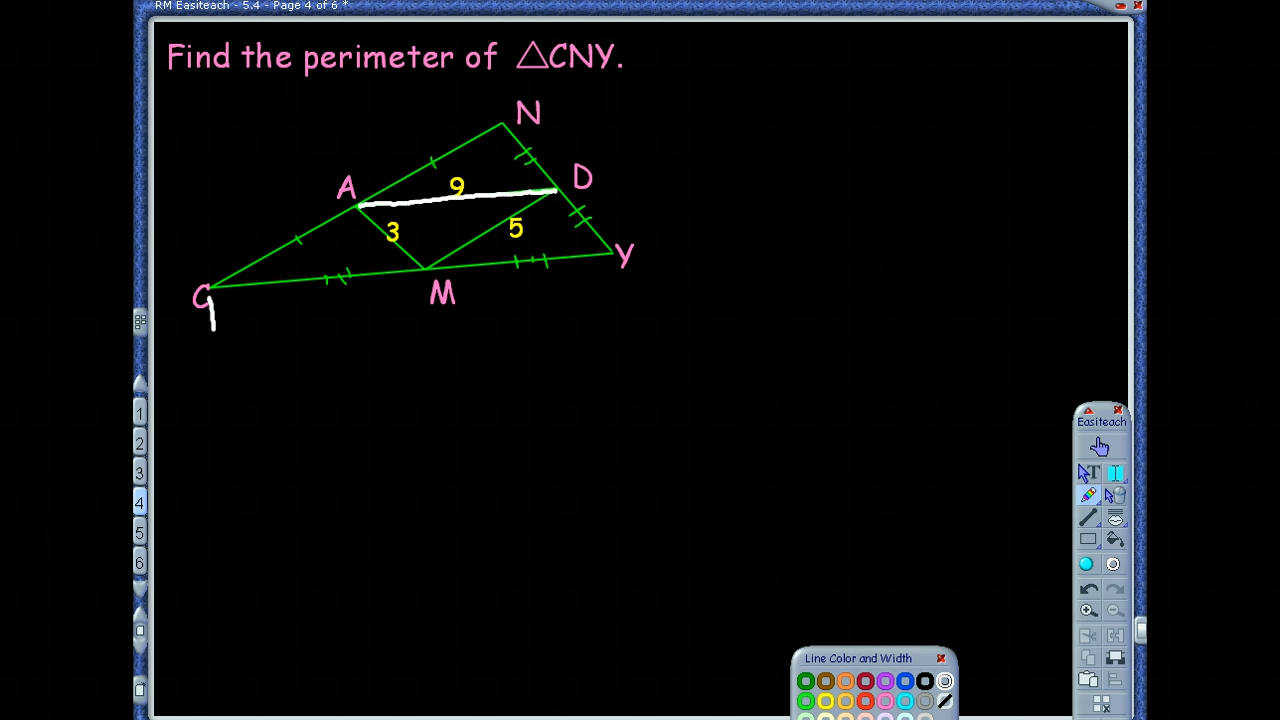 RM Easiteach - 5.4 - Page 4 of 6 *
Find the perimeter of △CNY.
N
A
9
D
3
5
Y
C
M
1
2
3
4
5
6
Easiteach
T
Line Color and Width